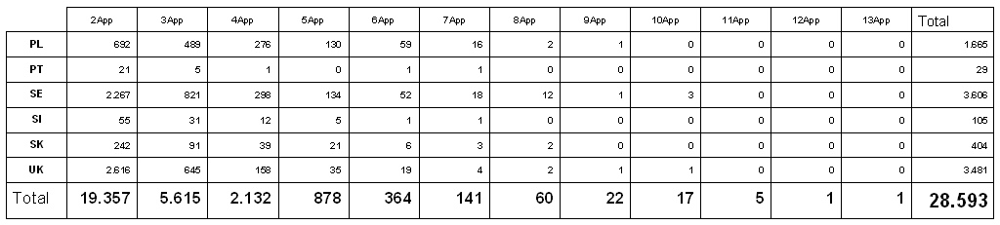 2App 3App 4App 5App 6App 7App 8App 9App 10App 11App 12App 13App Total
PL 692 489 276 130 59 16 2 1 0 0 0 0 1.665
PT 21 5 1 0 1 1 0 0 0 0 0 0 29
SE 2.267 821 298 134 52 18 12 1 3 0 0 0 3.606
SI 55 31 12 5 1 1 0 0 0 0 0 0 105
SK 242 91 39 21 6 3 2 0 0 0 0 0 404
UK 2.616 645 158 35 19 4 2 1 1 0 0 0 3.481
Total 19.357 5.615 2.132 878 364 141 60 22 17 5 1 1 28.593